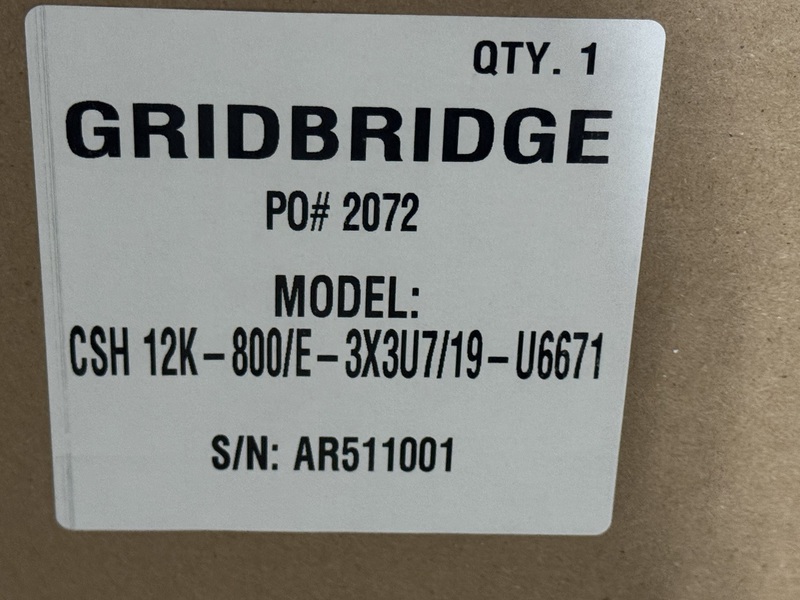 QTY. 1
GRIDBRIDGE
PO# 2072
MODEL:
CSH 12K-800/E-3X3U7/19-U6671
S/N: AR511001